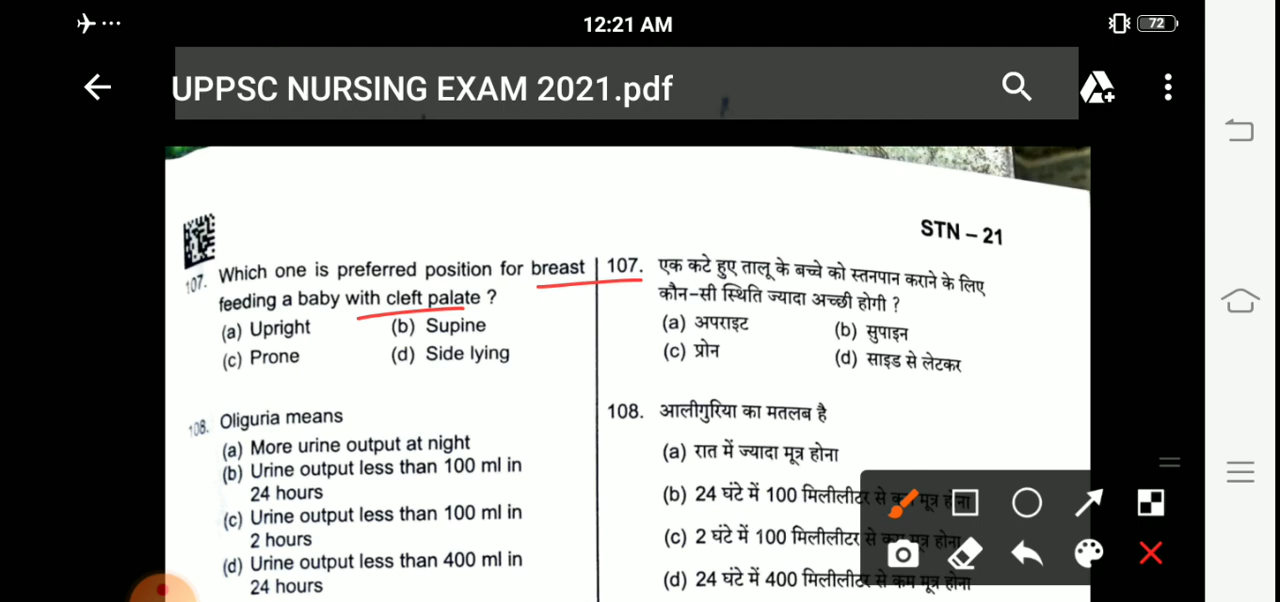 12:21 AM
72
UPPSC NURSING EXAM 2021.pdf
STN – 21
107. Which one is preferred position for breast
feeding a baby with cleft palate ?
(a) Upright (b) Supine
(c) Prone (d) Side lying
108. Oliguria means
(a) More urine output at night
(b) Urine output less than 100 ml in
24 hours
(c) Urine output less than 100 ml in
2 hours
(d) Urine output less than 400 ml in
24 hours
107. एक कटे हुए तालू के बच्चे को स्तनपान कराने के लिए
कौन-सी स्थिति ज्यादा अच्छी होगी ?
(a) अपराइट (b) सुपाइन
(c) प्रोन (d) साइड से लेटकर
108. आलीगुरिया का मतलब है
(a) रात में ज्यादा मूत्र होना
(b) 24 घंटे में 100 मिलीलीटर से कम मूत्र होना
(c) 2 घंटे में 100 मिलीलीटर से कम मूत्र होना
(d) 24 घंटे में 400 मिलीलीटर से कम मूत्र होना